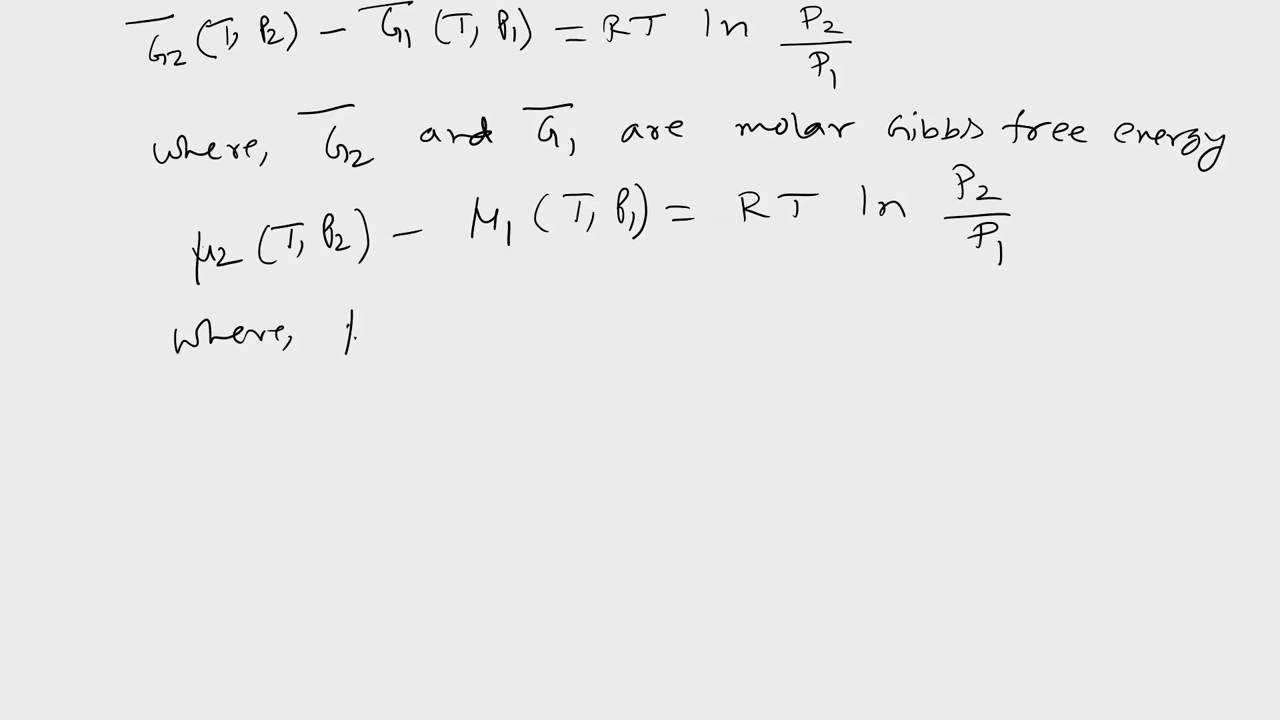 G̅₂ (T, P₂) − G̅₁ (T, P₁) = RT ln P₂/P₁
where, G̅₂ and G̅₁ are molar Gibbs free energy
μ₂ (T, P₂) − μ₁ (T, P₁) = RT ln P₂/P₁
where,